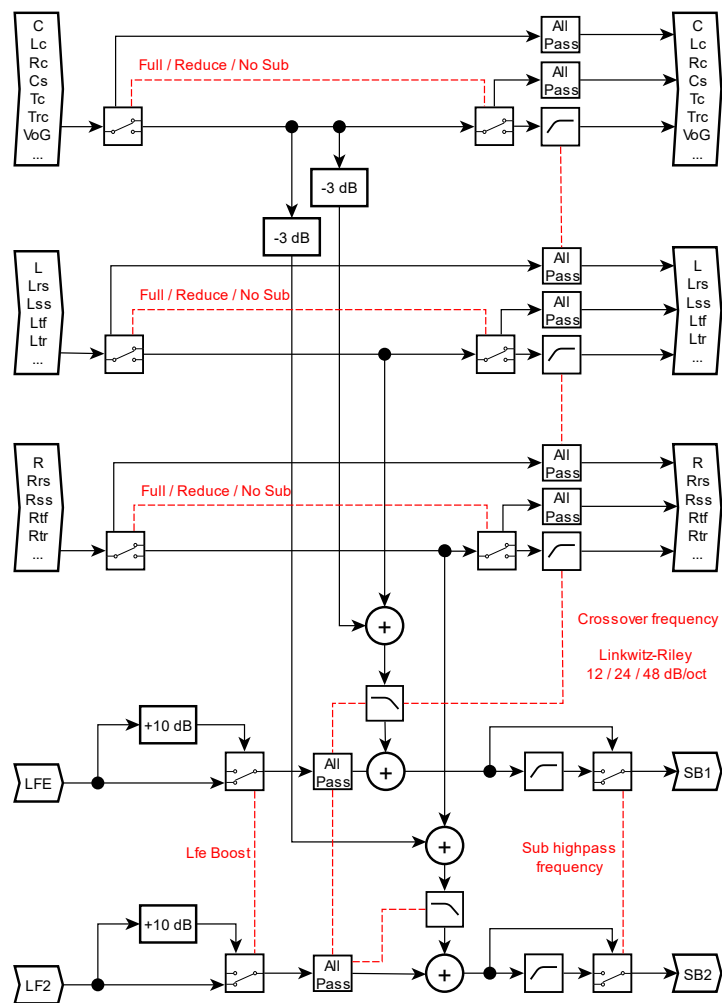 C
Lc
Rc
Cs
Tc
Trc
VoG
...
Full / Reduce / No Sub
All
Pass
All
Pass
C
Lc
Rc
Cs
Tc
Trc
VoG
...
-3 dB
-3 dB
L
Lrs
Lss
Ltf
Ltr
...
Full / Reduce / No Sub
All
Pass
All
Pass
L
Lrs
Lss
Ltf
Ltr
...
R
Rrs
Rss
Rtf
Rtr
...
Full / Reduce / No Sub
All
Pass
All
Pass
R
Rrs
Rss
Rtf
Rtr
...
+
Crossover frequency
Linkwitz-Riley
12 / 24 / 48 dB/oct
+10 dB
LFE
All
Pass
+
SB1
Lfe Boost
+
Sub highpass
frequency
+10 dB
LF2
All
Pass
+
SB2